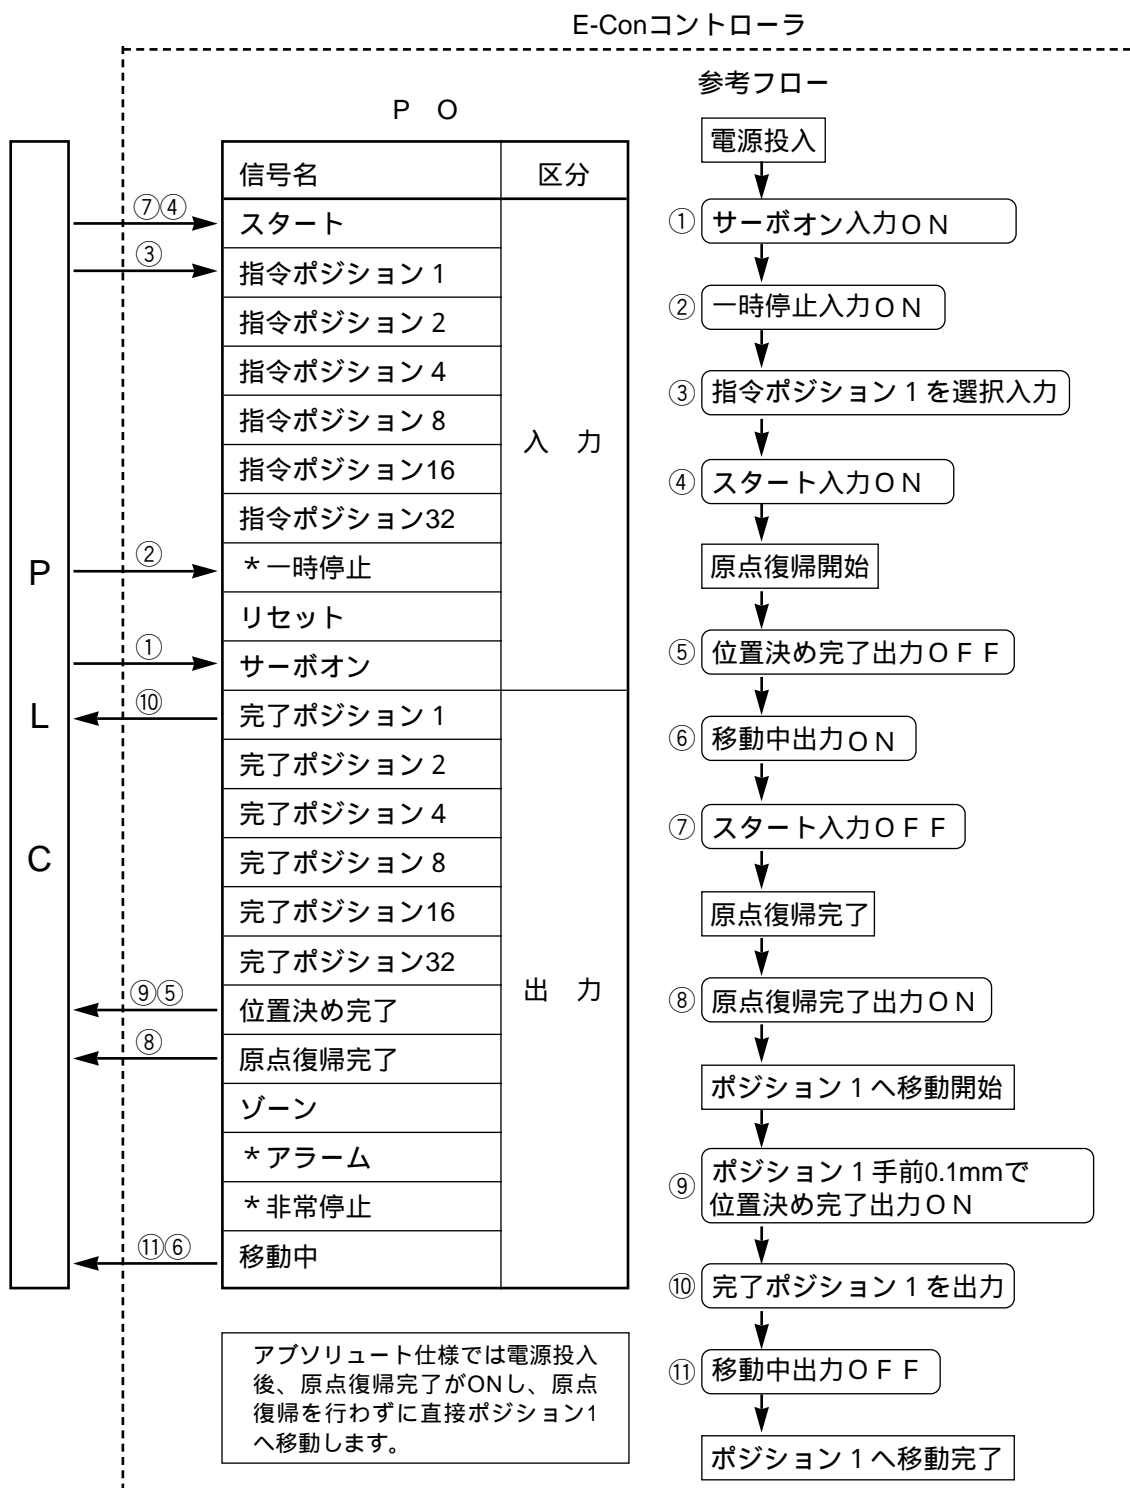 E-Conコントローラ
参考フロー
P O
信号名 区分
スタート
指令ポジション 1
指令ポジション 2
指令ポジション 4
指令ポジション 8
指令ポジション16
指令ポジション32
*一時停止
リセット
サーボオン
入 力
完了ポジション 1
完了ポジション 2
完了ポジション 4
完了ポジション 8
完了ポジション16
完了ポジション32
位置決め完了
原点復帰完了
ゾーン
*アラーム
*非常停止
移動中
出 力
P
L
C
⑦④
③
②
①
⑩
⑨⑤
⑧
⑪⑥
アブソリュート仕様では電源投入
後、原点復帰完了がONし、原点
復帰を行わずに直接ポジション1
へ移動します。
電源投入
① サーボオン入力ON
② 一時停止入力ON
③ 指令ポジション1を選択入力
④ スタート入力ON
原点復帰開始
⑤ 位置決め完了出力OFF
⑥ 移動中出力ON
⑦ スタート入力OFF
原点復帰完了
⑧ 原点復帰完了出力ON
ポジション1へ移動開始
⑨ ポジション1手前0.1mmで
位置決め完了出力ON
⑩ 完了ポジション1を出力
⑪ 移動中出力OFF
ポジション1へ移動完了